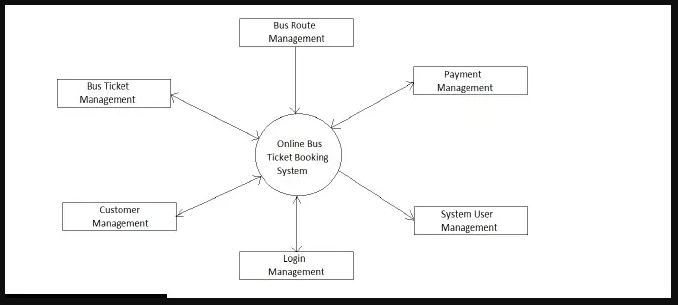 Bus Route
Management
Payment
Management
Bus Ticket
Management
Online Bus
Ticket Booking
System
Customer
Management
System User
Management
Login
Management